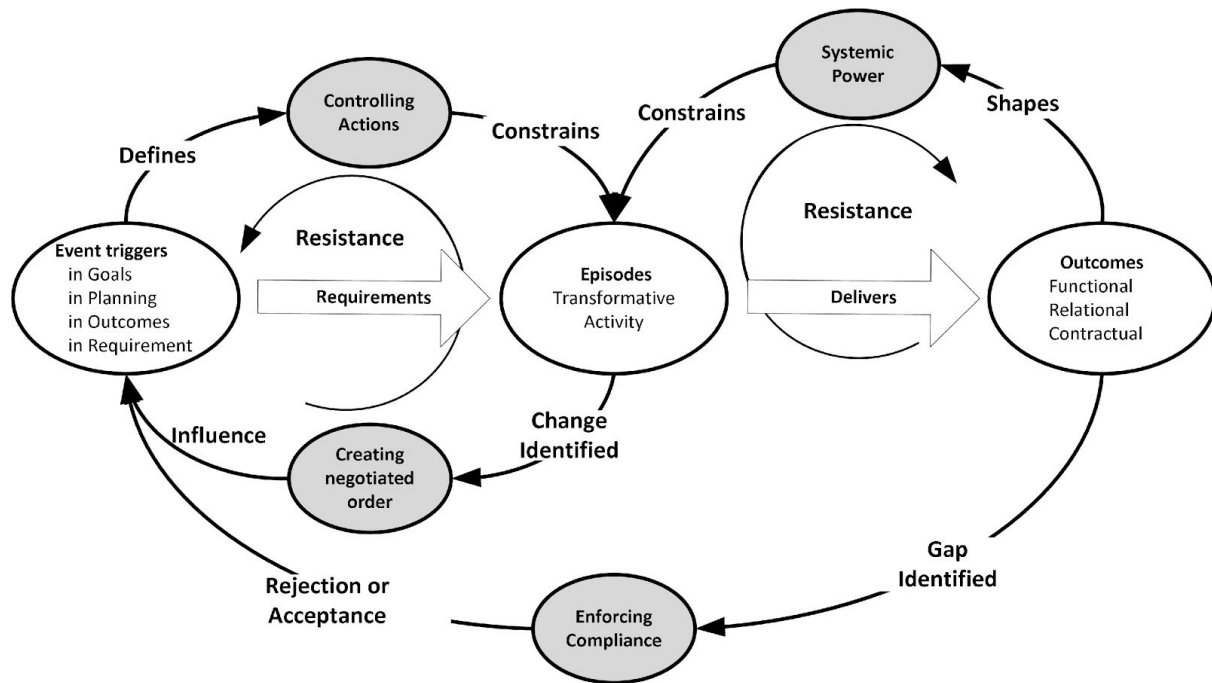 Systemic
Power
Controlling
Actions
Constrains
Constrains
Shapes
Defines
Resistance
Resistance
Event triggers
in Goals
in Planning
in Outcomes
in Requirement
Requirements
Episodes
Transformative
Activity
Delivers
Outcomes
Functional
Relational
Contractual
Influence
Change
Identified
Creating
negotiated
order
Gap
Identified
Rejection or
Acceptance
Enforcing
Compliance